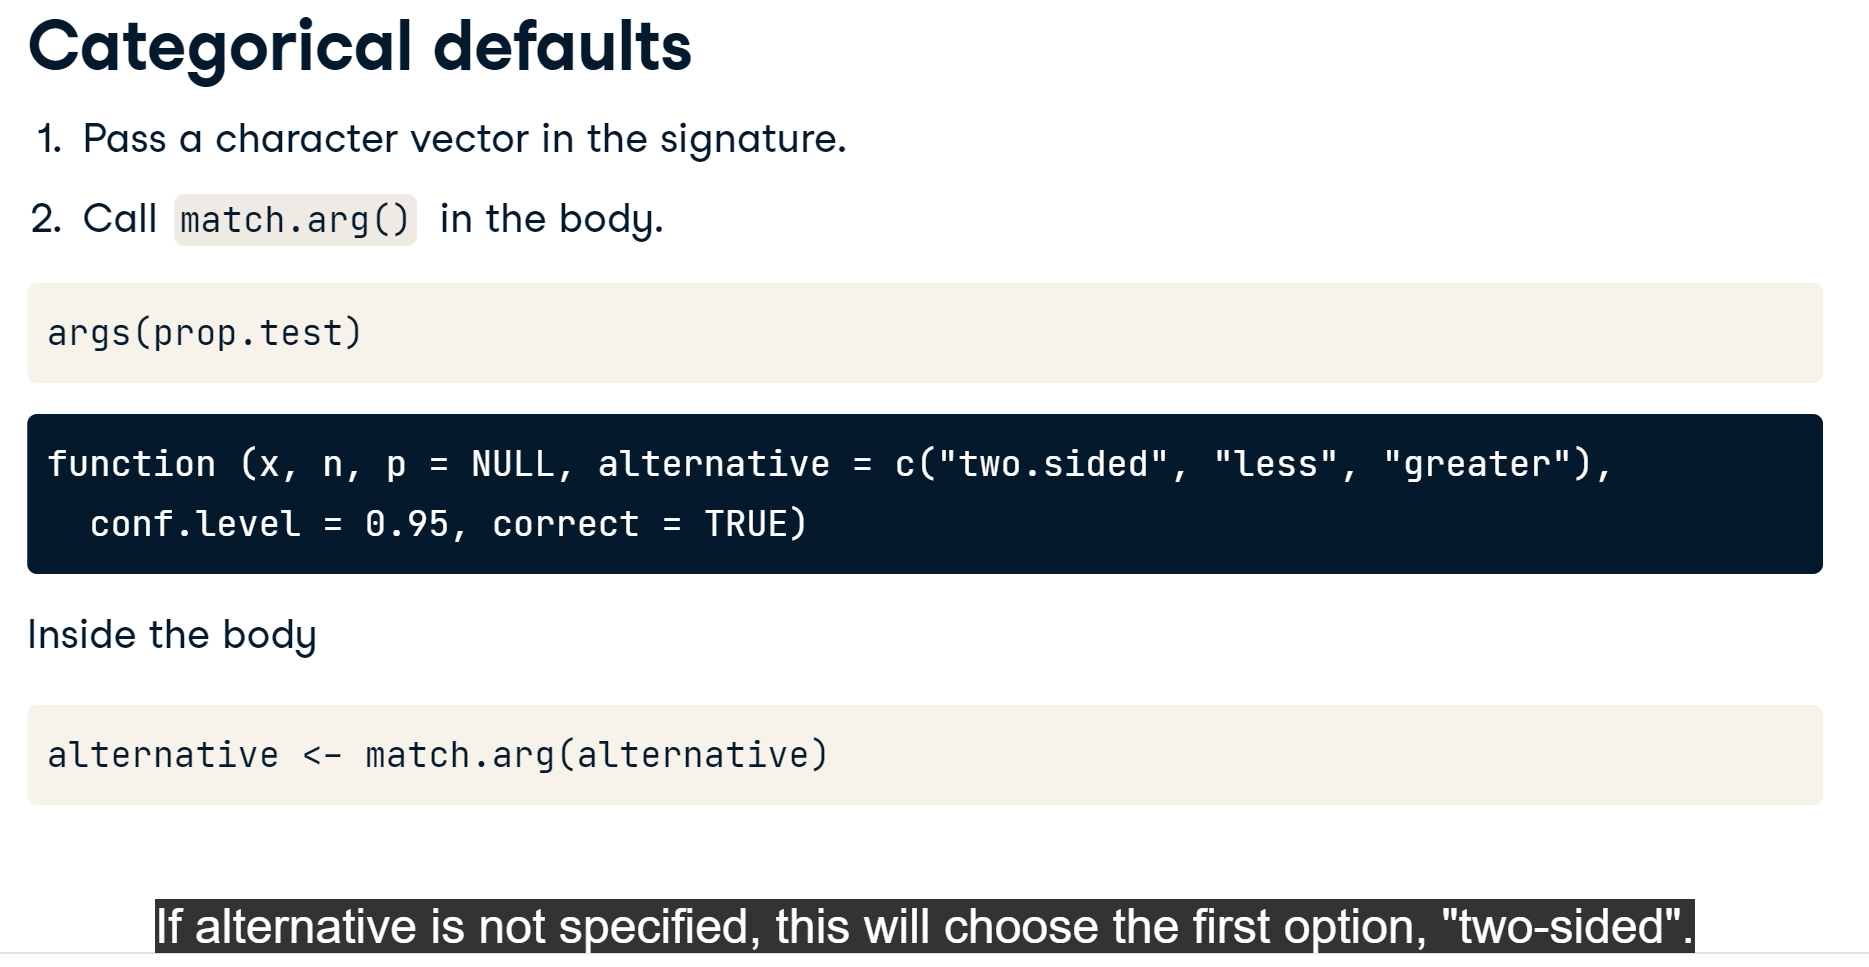 Categorical defaults
1. Pass a character vector in the signature.
2. Call match.arg() in the body.
args(prop.test)
function (x, n, p = NULL, alternative = c("two.sided", "less", "greater"),
  conf.level = 0.95, correct = TRUE)
Inside the body
alternative <- match.arg(alternative)
If alternative is not specified, this will choose the first option, "two-sided".